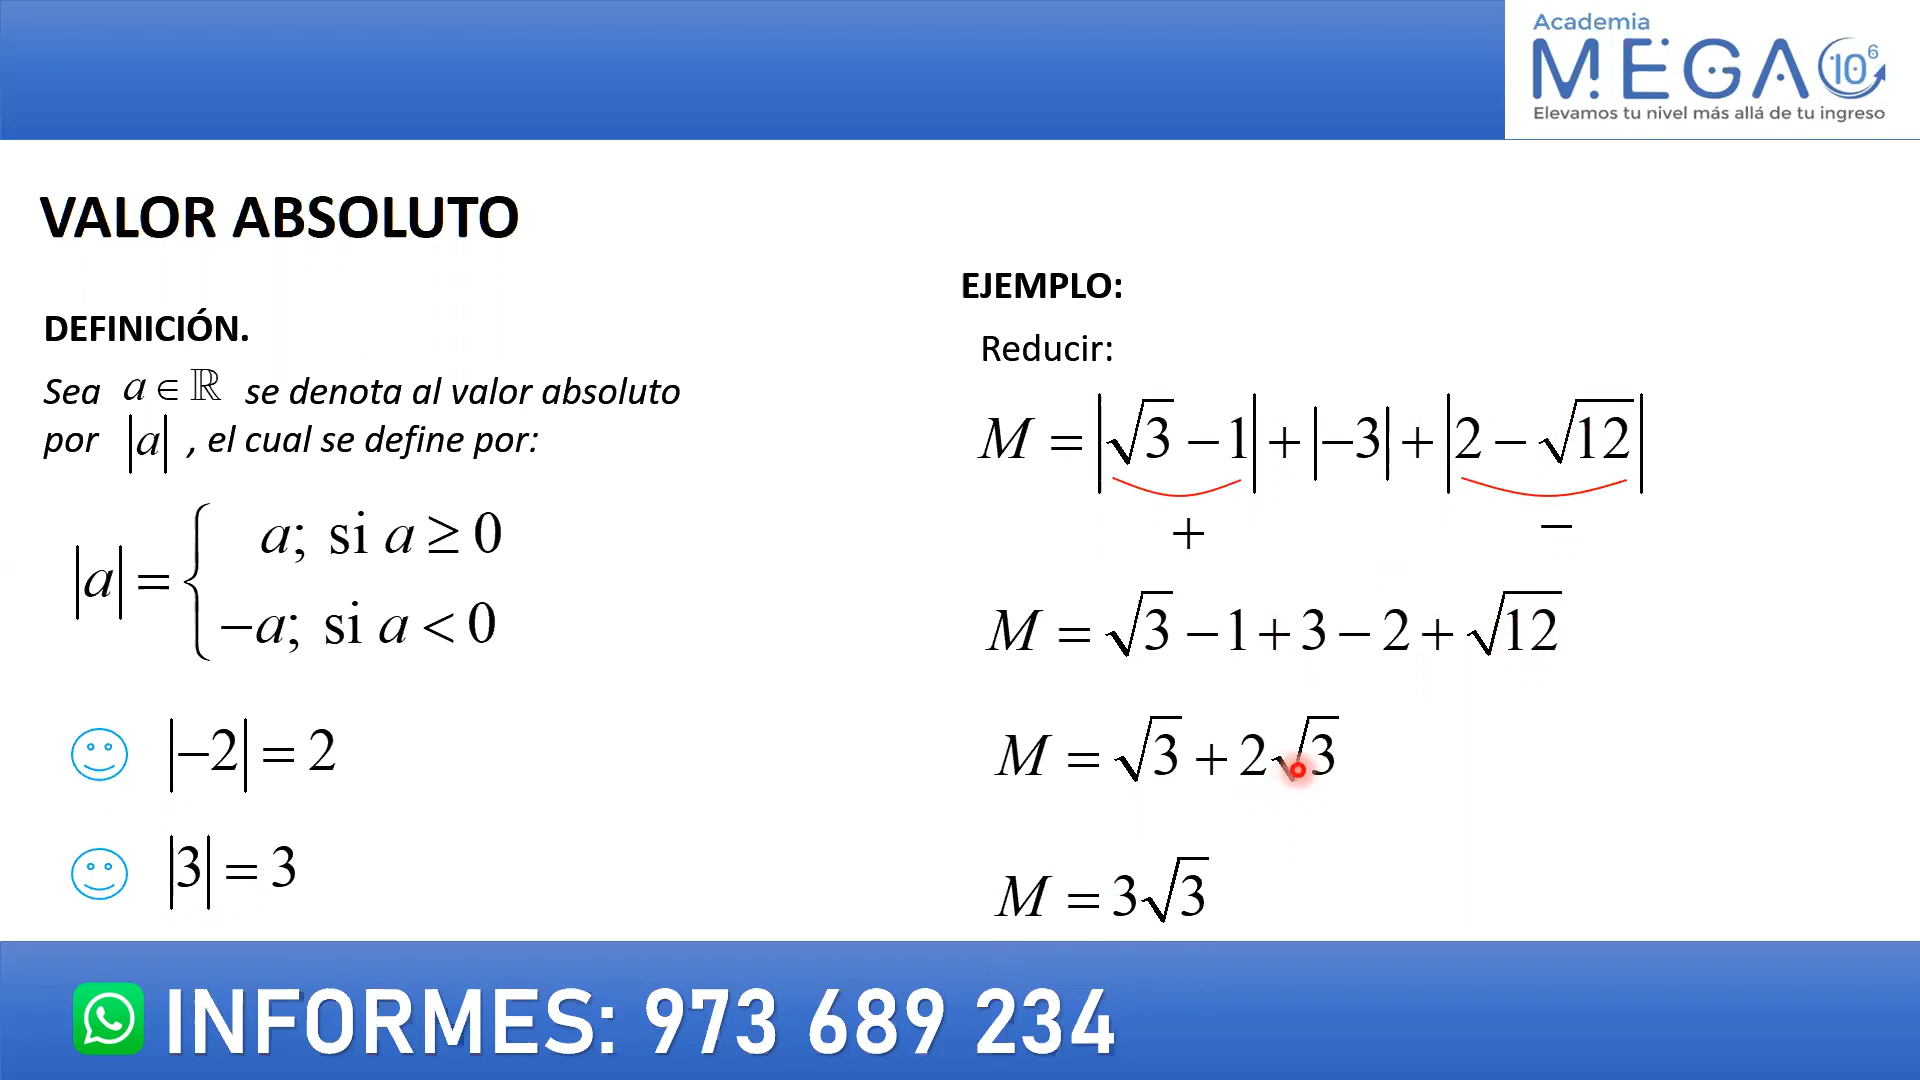 Academia
MEGA 10⁶
Elevamos tu nivel más allá de tu ingreso
VALOR ABSOLUTO
DEFINICIÓN.
Sea a ∈ ℝ se denota al valor absoluto
por |a| , el cual se define por:
|a| = { a; si a ≥ 0
−a; si a < 0
|−2| = 2
|3| = 3
EJEMPLO:
Reducir:
M = |√3 − 1| + |−3| + |2 − √12|
+ −
M = √3 − 1 + 3 − 2 + √12
M = √3 + 2√3
M = 3√3
INFORMES: 973 689 234